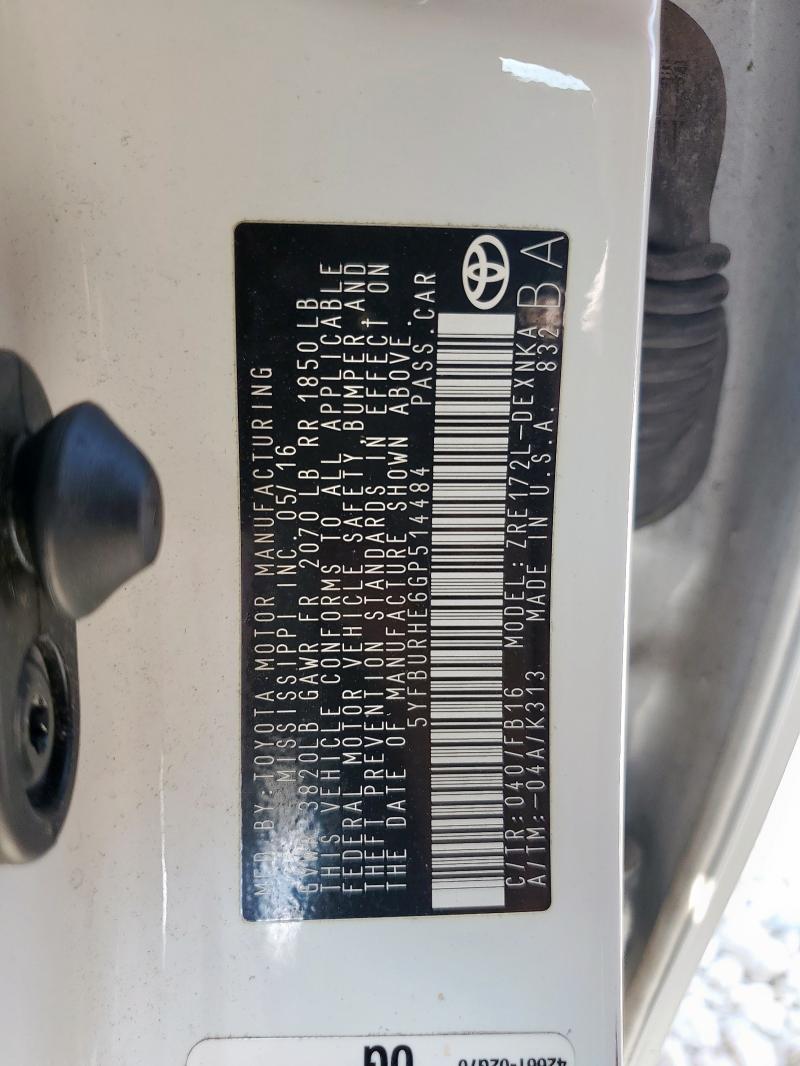 MFD BY: TOYOTA MOTOR MANUFACTURING
MISSISSIPPI INC. 05/16
GVWR 3820LB GAWR FR 2070 LB RR 1850 LB
THIS VEHICLE CONFORMS TO ALL APPLICABLE
FEDERAL MOTOR VEHICLE SAFETY, BUMPER AND
THEFT PREVENTION STANDARDS IN EFFECT ON
THE DATE OF MANUFACTURE SHOWN ABOVE.
5YFBURHE6GP514484 PASS.CAR
C/TR: 040/FB16 MODEL: ZRE172L-DEXNKA
A/TM: -04A/K313 MADE IN U.S.A. 832BA